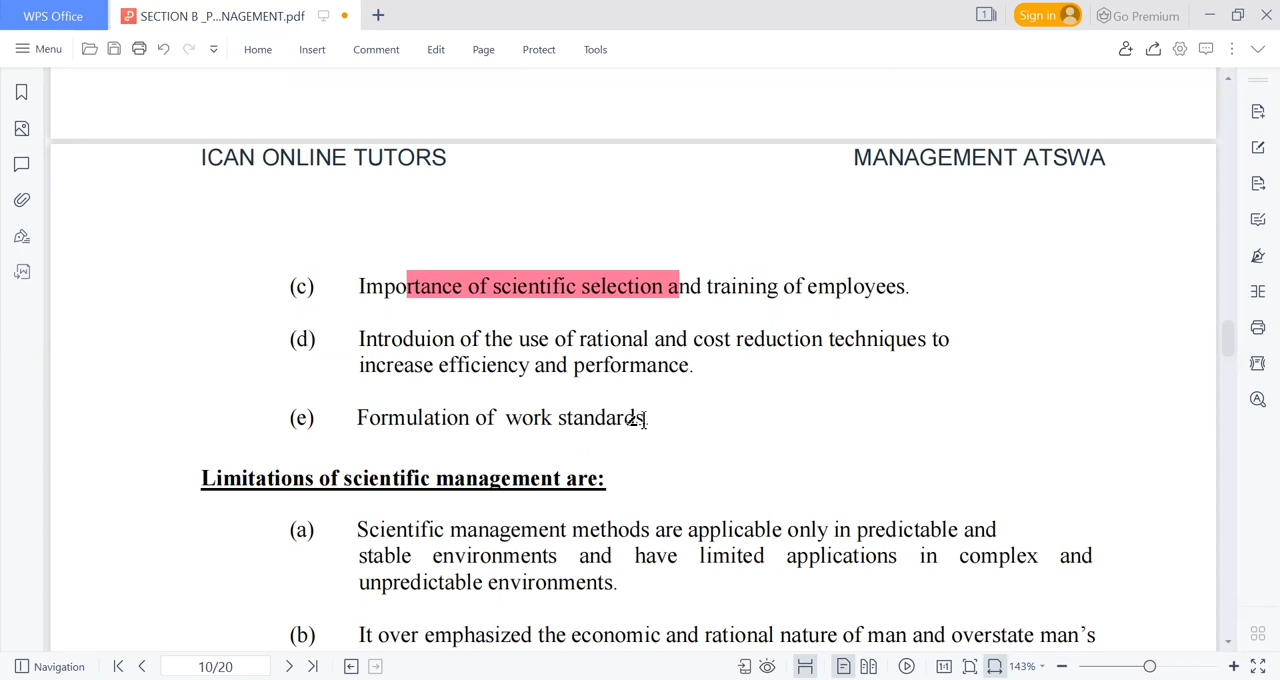 WPS Office
SECTION B _P...NAGEMENT.pdf
1
Sign in
Go Premium
Menu
Home
Insert
Comment
Edit
Page
Protect
Tools
ICAN ONLINE TUTORS
MANAGEMENT ATSWA
(c) Importance of scientific selection and training of employees.
(d) Introduion of the use of rational and cost reduction techniques to
increase efficiency and performance.
(e) Formulation of work standards.
Limitations of scientific management are:
(a) Scientific management methods are applicable only in predictable and
stable environments and have limited applications in complex and
unpredictable environments.
(b) It over emphasized the economic and rational nature of man and overstate man's
Navigation
10/20
1:1
143%